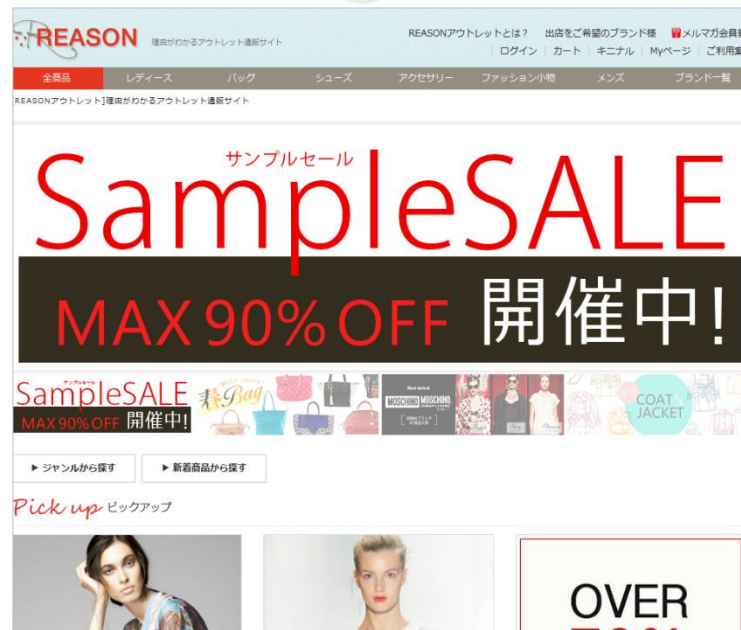 REASON 理由がわかるアウトレット通販サイト
REASONアウトレットとは？ 出店をご希望のブランド様 メルマガ会員
ログイン カート キニナル Myページ ご利用案
全商品 レディース バッグ シューズ アクセサリー ファッション小物 メンズ ブランド一覧
REASONアウトレット]理由がわかるアウトレット通販サイト
サンプルセール
SampleSALE
MAX 90% OFF 開催中!
サンプルセール
SampleSALE
MAX 90% OFF 開催中!
春Bag
New arrival
MOSCHINO MOSCHINO
COAT
JACKET
▶ ジャンルから探す ▶ 新着商品から探す
Pick up ピックアップ
OVER